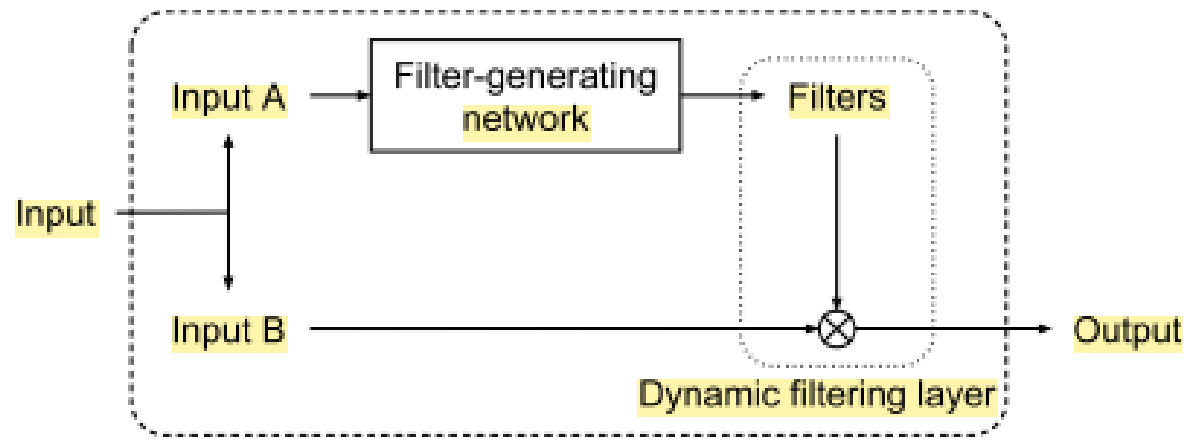 Filter-generating
network
Input A
Filters
Input
Input B
Output
Dynamic filtering layer